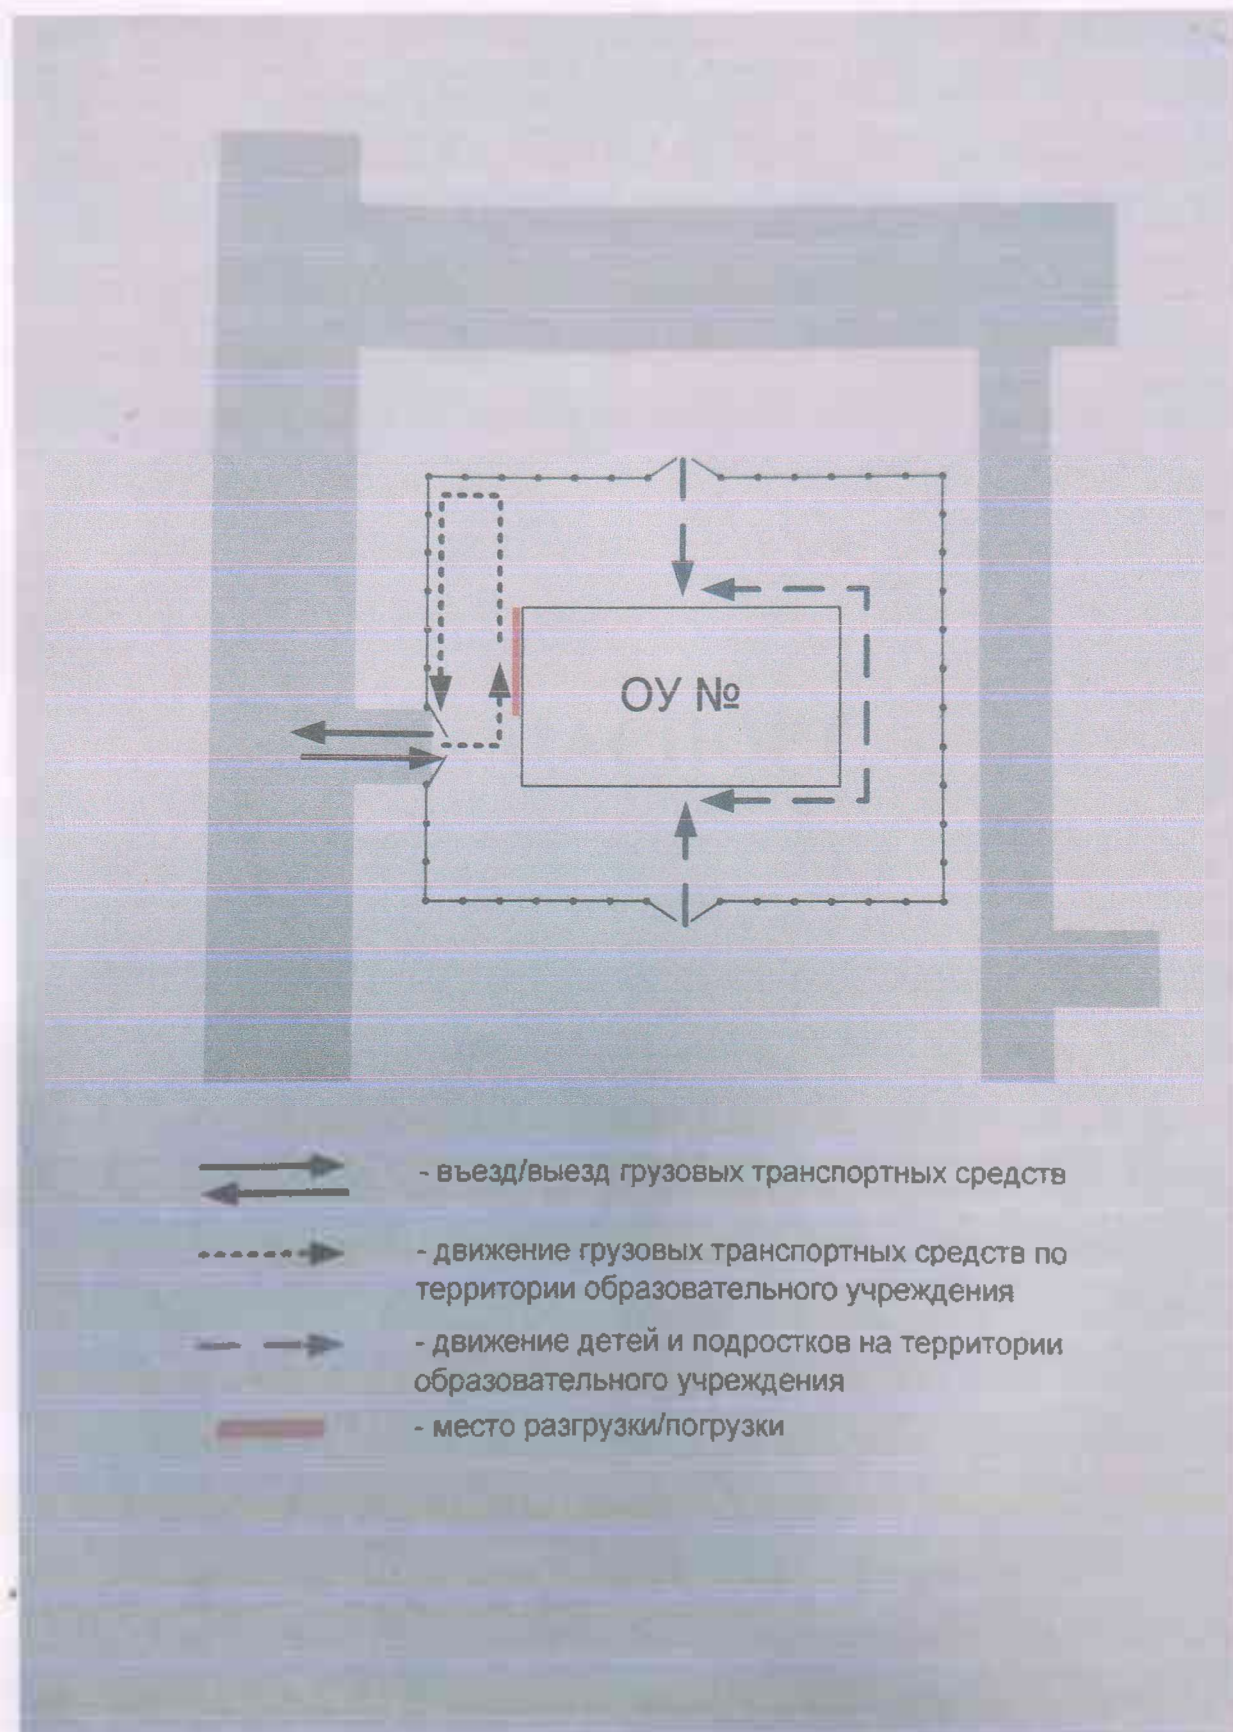 ОУ №
- въезд/выезд грузовых транспортных средств
- движение грузовых транспортных средств по
территории образовательного учреждения
- движение детей и подростков на территории
образовательного учреждения
- место разгрузки/погрузки